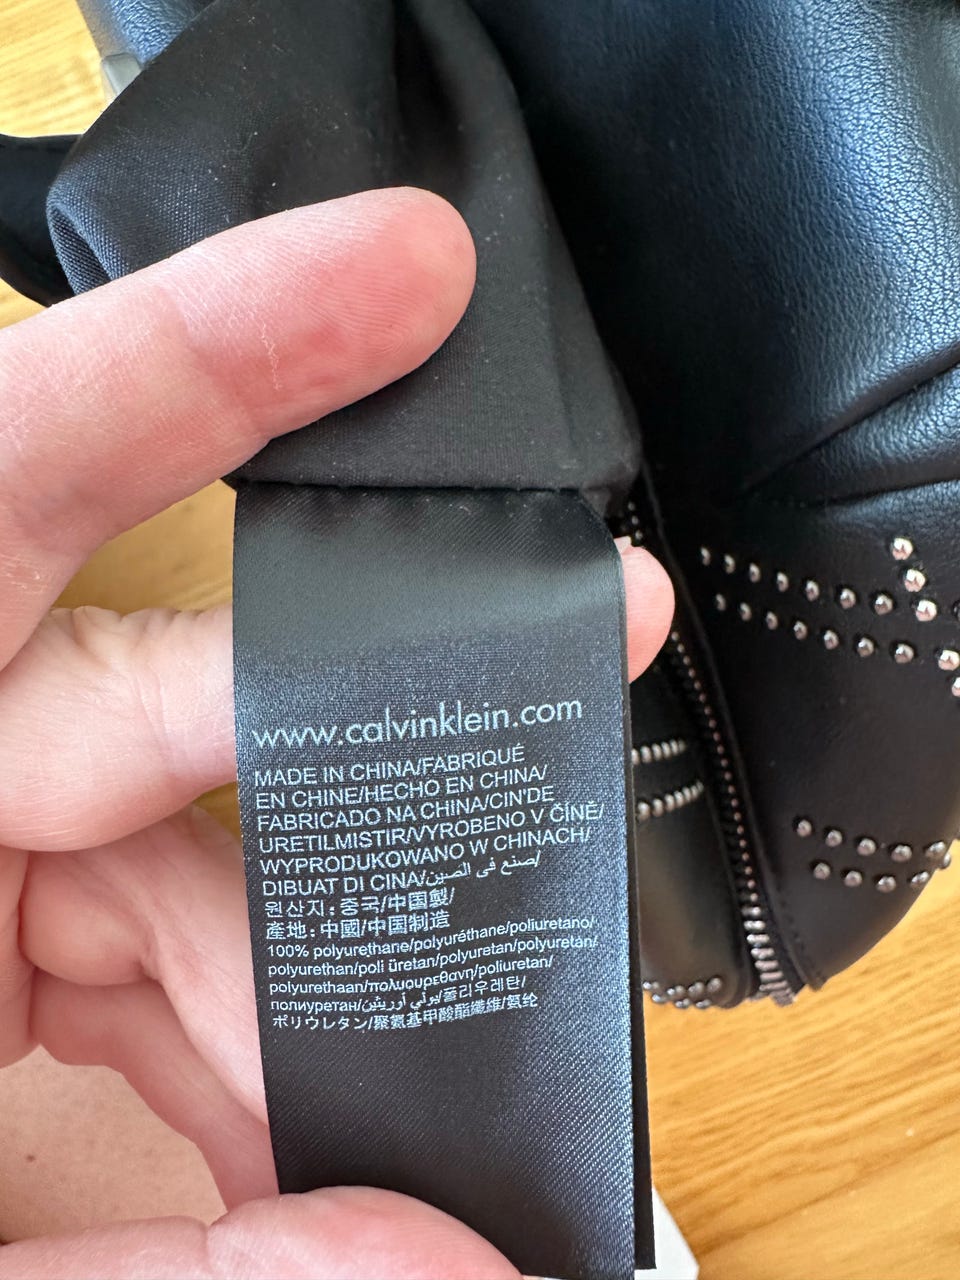 www.calvinklein.com
MADE IN CHINA/FABRIQUÉ
EN CHINE/HECHO EN CHINA/
FABRICADO NA CHINA/CIN'DE
URETILMISTIR/VYROBENO V ČÍNĚ/
WYPRODUKOWANO W CHINACH/
DIBUAT DI CINA/صنع في الصين/
원산지: 중국/中国製/
產地: 中國/中国制造
100% polyurethane/polyuréthane/poliuretano/
polyurethan/poli üretan/polyuretan/polyuretán/
polyurethaan/πολυουρεθανη/poliuretan/
полиуретан/بولي أوريثين/폴리우레탄/
ポリウレタン/聚氨基甲酸酯纖維/氨纶